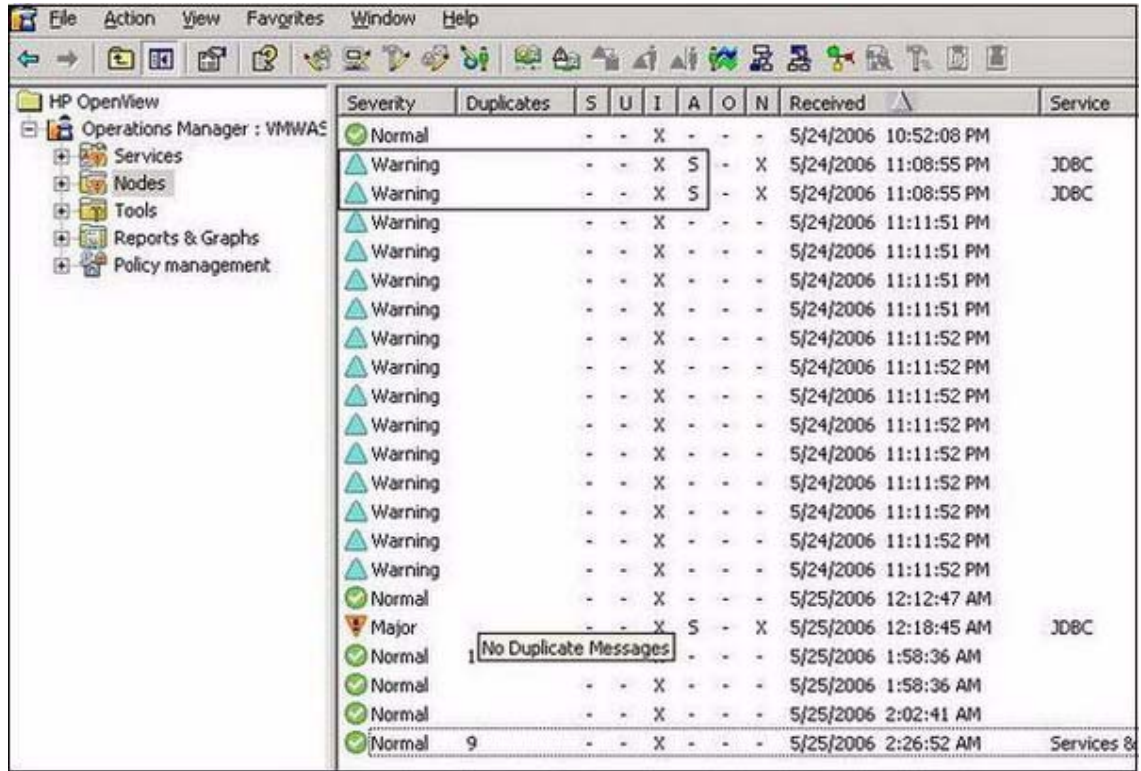 File Action View Favorites Window Help
HP OpenView
Operations Manager : VMWAS
Services
Nodes
Tools
Reports & Graphs
Policy management
Severity Duplicates S U I A O N Received Service
Normal - - X - - - 5/24/2006 10:52:08 PM
Warning - - X S - X 5/24/2006 11:08:55 PM JDBC
Warning - - X S - X 5/24/2006 11:08:55 PM JDBC
Warning - - X - - - 5/24/2006 11:11:51 PM
Warning - - X - - - 5/24/2006 11:11:51 PM
Warning - - X - - - 5/24/2006 11:11:51 PM
Warning - - X - - - 5/24/2006 11:11:51 PM
Warning - - X - - - 5/24/2006 11:11:52 PM
Warning - - X - - - 5/24/2006 11:11:52 PM
Warning - - X - - - 5/24/2006 11:11:52 PM
Warning - - X - - - 5/24/2006 11:11:52 PM
Warning - - X - - - 5/24/2006 11:11:52 PM
Warning - - X - - - 5/24/2006 11:11:52 PM
Warning - - X - - - 5/24/2006 11:11:52 PM
Warning - - X - - - 5/24/2006 11:11:52 PM
Warning - - X - - - 5/24/2006 11:11:52 PM
Normal - - X - - - 5/25/2006 12:12:47 AM
Major - - X S - X 5/25/2006 12:18:45 AM JDBC
No Duplicate Messages
Normal 1 - - - 5/25/2006 1:58:36 AM
Normal - - X - - - 5/25/2006 1:58:36 AM
Normal - - X - - - 5/25/2006 2:02:41 AM
Normal 9 - - X - - - 5/25/2006 2:26:52 AM Services &